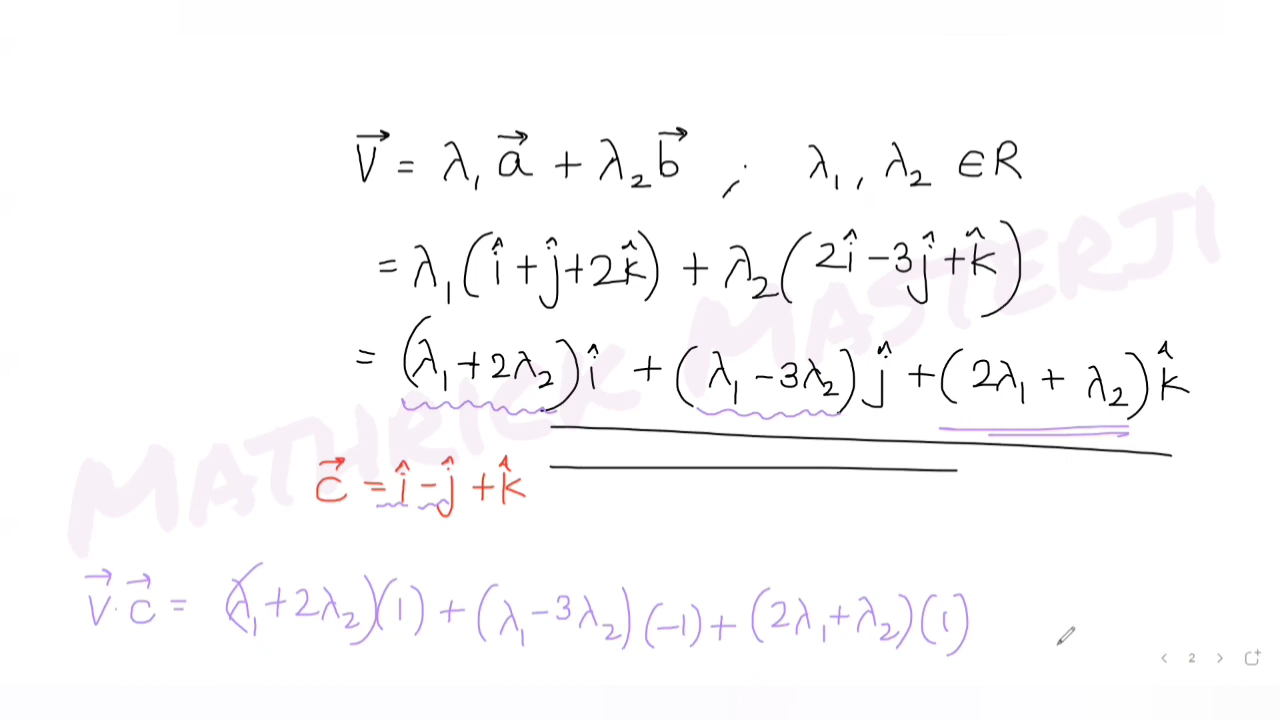 V⃗ = λ₁a⃗ + λ₂b⃗ , λ₁, λ₂ ∈ R
= λ₁(î + ĵ + 2k̂) + λ₂(2î − 3ĵ + k̂)
= (λ₁ + 2λ₂)î + (λ₁ − 3λ₂)ĵ + (2λ₁ + λ₂)k̂
c⃗ = î − ĵ + k̂
V⃗·c⃗ = (λ₁ + 2λ₂)(1) + (λ₁ − 3λ₂)(−1) + (2λ₁ + λ₂)(1)
MATHRICK MASTERJI
< 2 >